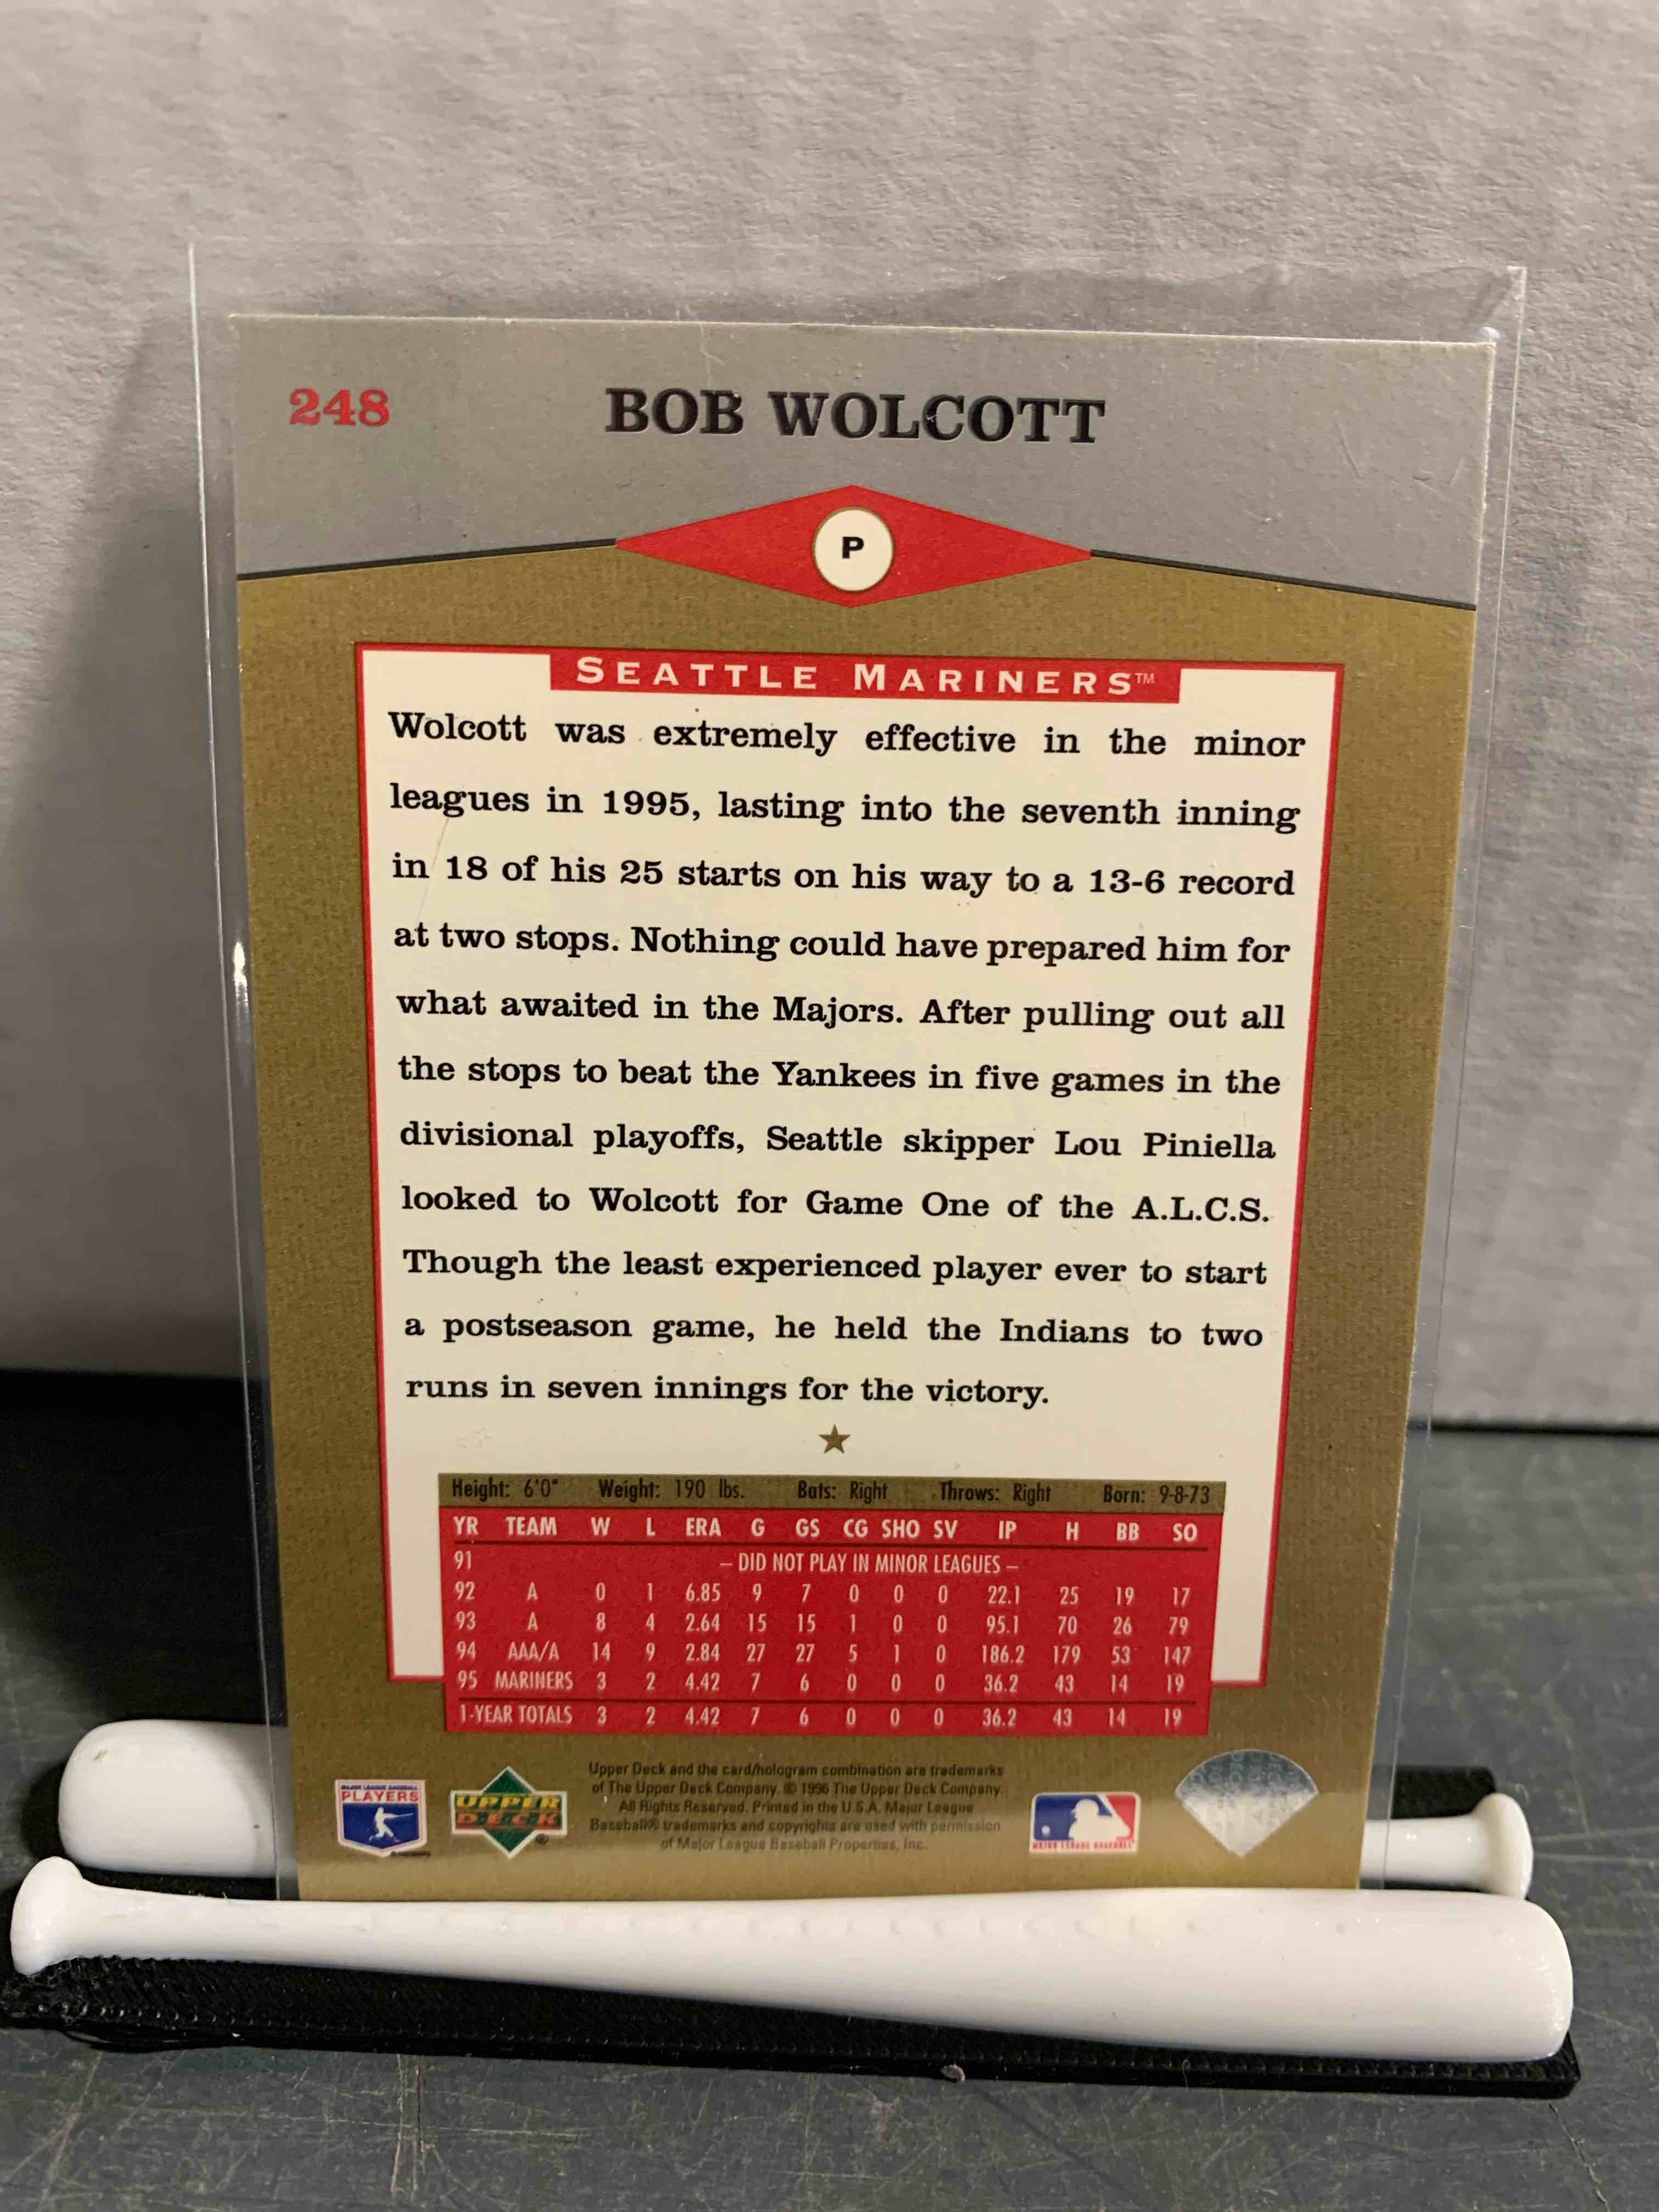 248 BOB WOLCOTT
P
SEATTLE MARINERS™
Wolcott was extremely effective in the minor
leagues in 1995, lasting into the seventh inning
in 18 of his 25 starts on his way to a 13-6 record
at two stops. Nothing could have prepared him for
what awaited in the Majors. After pulling out all
the stops to beat the Yankees in five games in the
divisional playoffs, Seattle skipper Lou Piniella
looked to Wolcott for Game One of the A.L.C.S.
Though the least experienced player ever to start
a postseason game, he held the Indians to two
runs in seven innings for the victory.
Height: 6'0" Weight: 190 lbs. Bats: Right Throws: Right Born: 9-8-73
YR TEAM W L ERA G GS CG SHO SV IP H BB SO
91 – DID NOT PLAY IN MINOR LEAGUES –
92 A 0 1 6.85 9 7 0 0 0 22.1 25 19 17
93 A 8 4 2.64 15 15 1 0 0 95.1 70 26 79
94 AAA/A 14 9 2.84 27 27 5 1 0 186.2 179 53 147
95 MARINERS 3 2 4.42 7 6 0 0 0 36.2 43 14 19
1-YEAR TOTALS 3 2 4.42 7 6 0 0 0 36.2 43 14 19
Upper Deck and the card/hologram combination are trademarks
of The Upper Deck Company. © 1996 The Upper Deck Company.
All Rights Reserved. Printed in the U.S.A. Major League
Baseball® trademarks and copyrights are used with permission
of Major League Baseball Properties, Inc.
MAJOR LEAGUE BASEBALL
PLAYERS
UPPER
DECK®
MAJOR LEAGUE BASEBALL